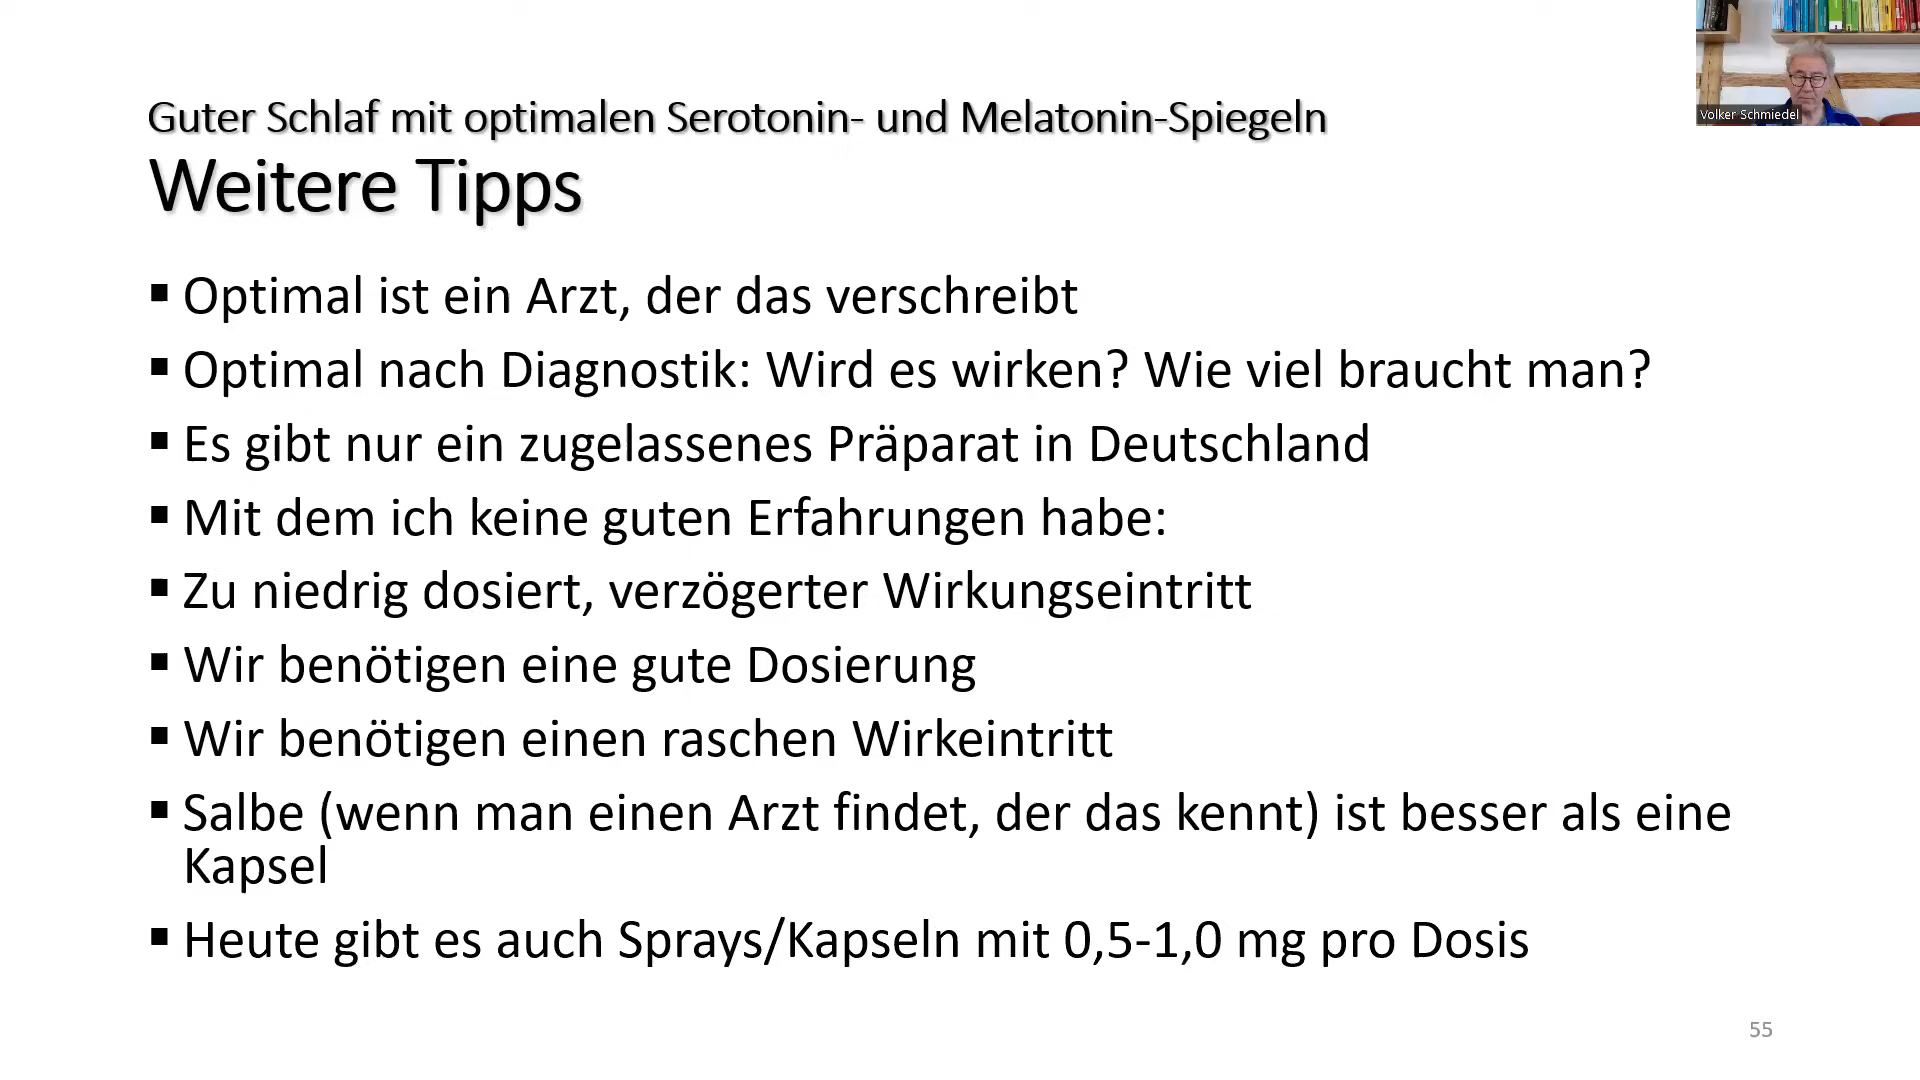 Volker Schmiedel
Guter Schlaf mit optimalen Serotonin- und Melatonin-Spiegeln
Weitere Tipps
▪ Optimal ist ein Arzt, der das verschreibt
▪ Optimal nach Diagnostik: Wird es wirken? Wie viel braucht man?
▪ Es gibt nur ein zugelassenes Präparat in Deutschland
▪ Mit dem ich keine guten Erfahrungen habe:
▪ Zu niedrig dosiert, verzögerter Wirkungseintritt
▪ Wir benötigen eine gute Dosierung
▪ Wir benötigen einen raschen Wirkeintritt
▪ Salbe (wenn man einen Arzt findet, der das kennt) ist besser als eine
Kapsel
▪ Heute gibt es auch Sprays/Kapseln mit 0,5-1,0 mg pro Dosis
55